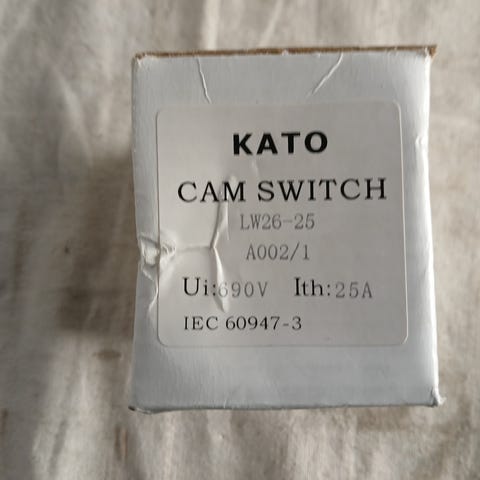 KATO
CAM SWITCH
LW26-25
A002/1
Ui:690V Ith:25A
IEC 60947-3